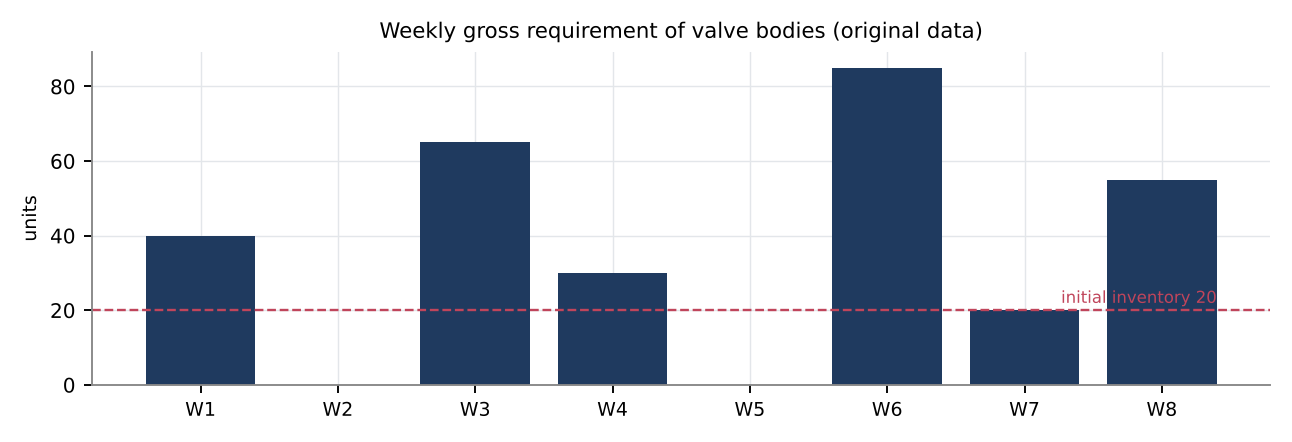 Weekly gross requirement of valve bodies (original data)
units
80
60
40
20
0
initial inventory 20
W1 W2 W3 W4 W5 W6 W7 W8